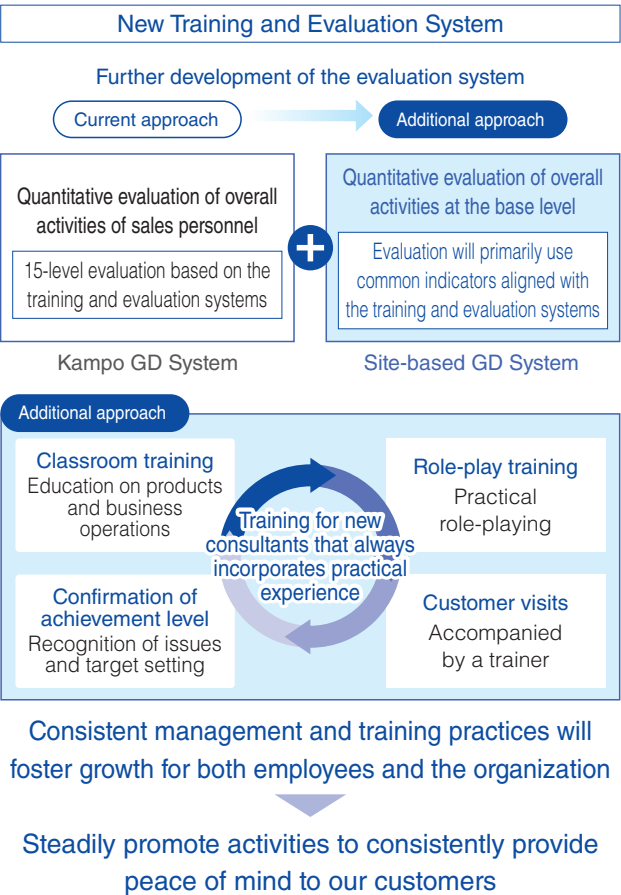 New Training and Evaluation System
Further development of the evaluation system
Current approach
Additional approach
Quantitative evaluation of overall
activities of sales personnel
15-level evaluation based on the
training and evaluation systems
Kampo GD System
+
Quantitative evaluation of overall
activities at the base level
Evaluation will primarily use
common indicators aligned with
the training and evaluation systems
Site-based GD System
Additional approach
Classroom training
Education on products
and business
operations
Role-play training
Practical
role-playing
Training for new
consultants that always
incorporates practical
experience
Confirmation of
achievement level
Recognition of issues
and target setting
Customer visits
Accompanied
by a trainer
Consistent management and training practices will
foster growth for both employees and the organization
Steadily promote activities to consistently provide
peace of mind to our customers